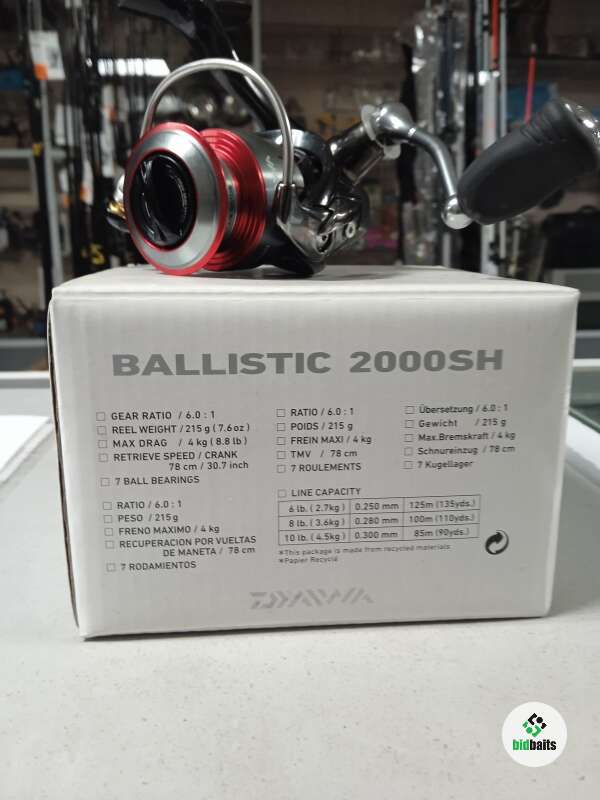 BALLISTIC 2000SH
GEAR RATIO / 6.0 : 1
REEL WEIGHT / 215 g (7.6 oz )
MAX DRAG / 4 kg (8.8 lb )
RETRIEVE SPEED / CRANK
78 cm / 30.7 inch
7 BALL BEARINGS
RATIO / 6.0 : 1
PESO / 215 g
FRENO MAXIMO / 4 kg
RECUPERACION POR VUELTAS
DE MANETA / 78 cm
7 RODAMIENTOS
RATIO / 6.0 : 1
POIDS / 215 g
FREIN MAXI / 4 kg
TMV / 78 cm
7 ROULEMENTS
Übersetzung / 6.0 : 1
Gewicht / 215 g
Max.Bremskraft / 4 kg
Schnureinzug / 78 cm
7 Kugellager
LINE CAPACITY
6 lb. ( 2.7kg ) 0.250 mm 125m (135yds.)
8 lb. ( 3.6kg ) 0.280 mm 100m (110yds.)
10 lb. ( 4.5kg ) 0.300 mm 85m (90yds.)
*This package is made from recycled materials
*Papier Recyclé
DAIWA
bidbaits